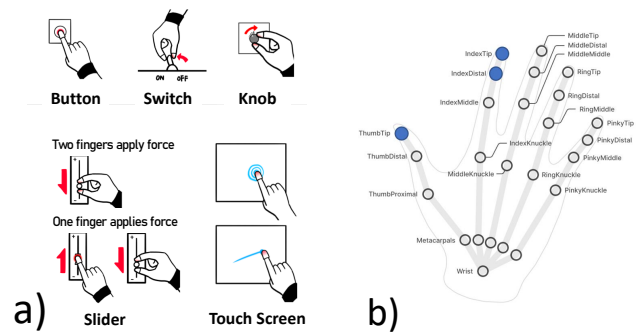 ON OFF
Button
Switch
Knob
Two fingers apply force
+
-
One finger applies force
+
-
+
-
a)
Slider
Touch Screen
MiddleTip
MiddleDistal
IndexTip
MiddleMiddle
RingTip
IndexDistal
RingDistal
IndexMiddle
RingMiddle
PinkyTip
ThumbTip
PinkyDistal
IndexKnuckle
ThumbDistal
PinkyMiddle
MiddleKnuckle
RingKnuckle
ThumbProximal
PinkyKnuckle
Metacarpals
Wrist
b)